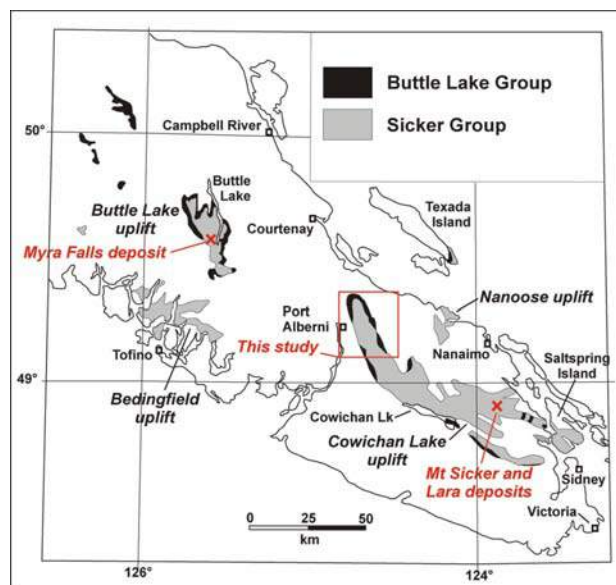 Buttle Lake Group
Sicker Group
50°
Campbell River
Buttle
Lake
Buttle Lake
uplift
Myra Falls deposit
Courtenay
Texada
Island
Nanoose uplift
Port
Alberni
This study
Nanaimo
Tofino
Bedingfield
uplift
49°
Saltspring
Island
Cowichan Lk
Cowichan Lake
uplift
Mt Sicker and
Lara deposits
Sidney
Victoria
0 25 50
km
126°
124°